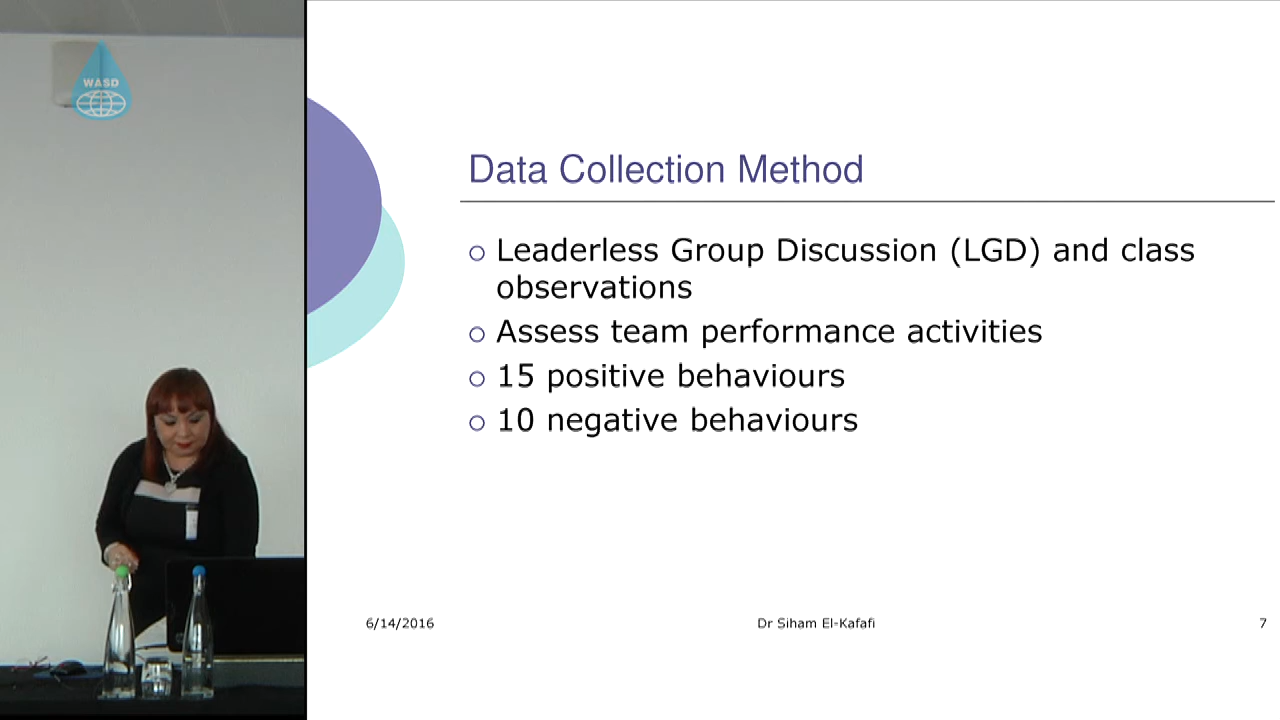 WASD
Data Collection Method
Leaderless Group Discussion (LGD) and class
observations
Assess team performance activities
15 positive behaviours
10 negative behaviours
6/14/2016
Dr Siham El-Kafafi
7